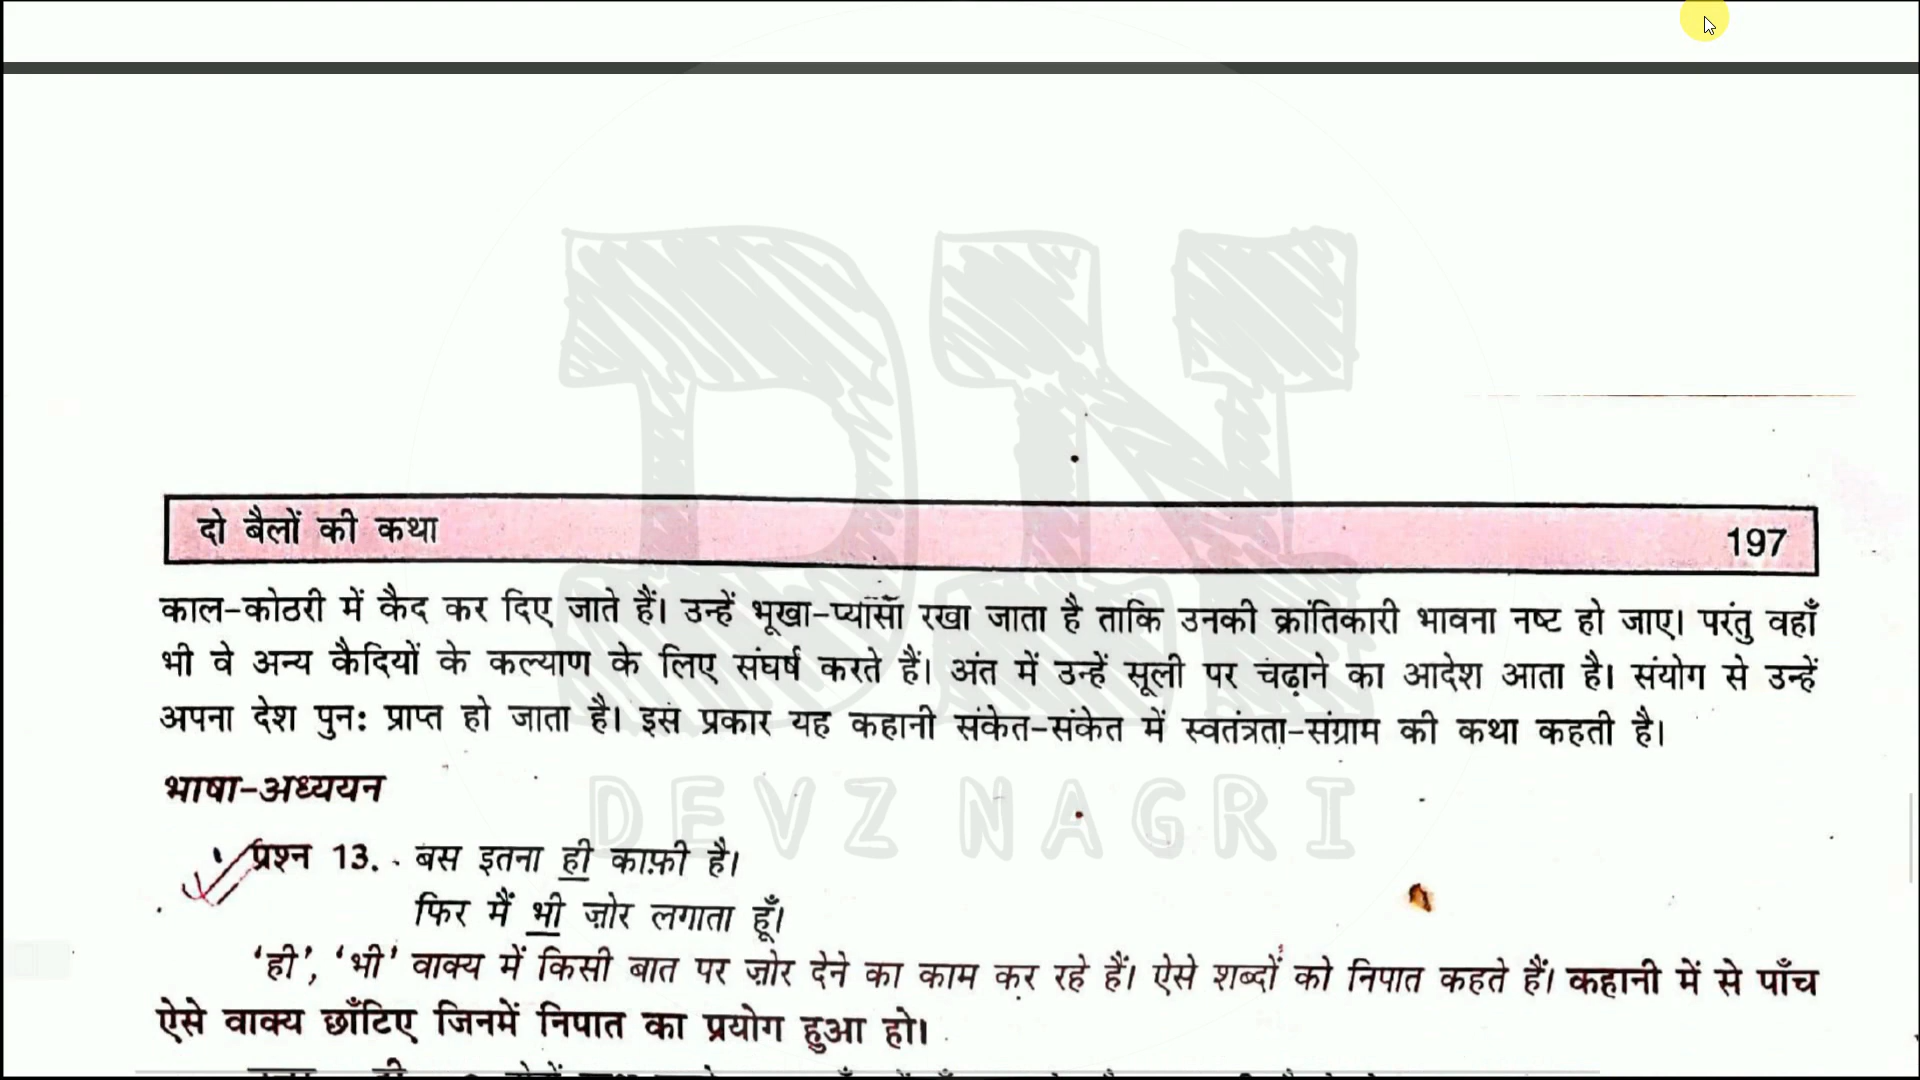 दो बैलों की कथा 197
काल-कोठरी में कैद कर दिए जाते हैं। उन्हें भूखा-प्यासा रखा जाता है ताकि उनकी क्रांतिकारी भावना नष्ट हो जाए। परंतु वहाँ
भी वे अन्य कैदियों के कल्याण के लिए संघर्ष करते हैं। अंत में उन्हें सूली पर चढ़ाने का आदेश आता है। संयोग से उन्हें
अपना देश पुनः प्राप्त हो जाता है। इस प्रकार यह कहानी संकेत-संकेत में स्वतंत्रता-संग्राम की कथा कहती है।
DEVZ NAGRI
भाषा-अध्ययन
प्रश्न 13. बस इतना ही काफ़ी है।
फिर मैं भी ज़ोर लगाता हूँ।
‘ही’, ‘भी’ वाक्य में किसी बात पर ज़ोर देने का काम कर रहे हैं। ऐसे शब्दों को निपात कहते हैं। कहानी में से पाँच
ऐसे वाक्य छाँटिए जिनमें निपात का प्रयोग हुआ हो।